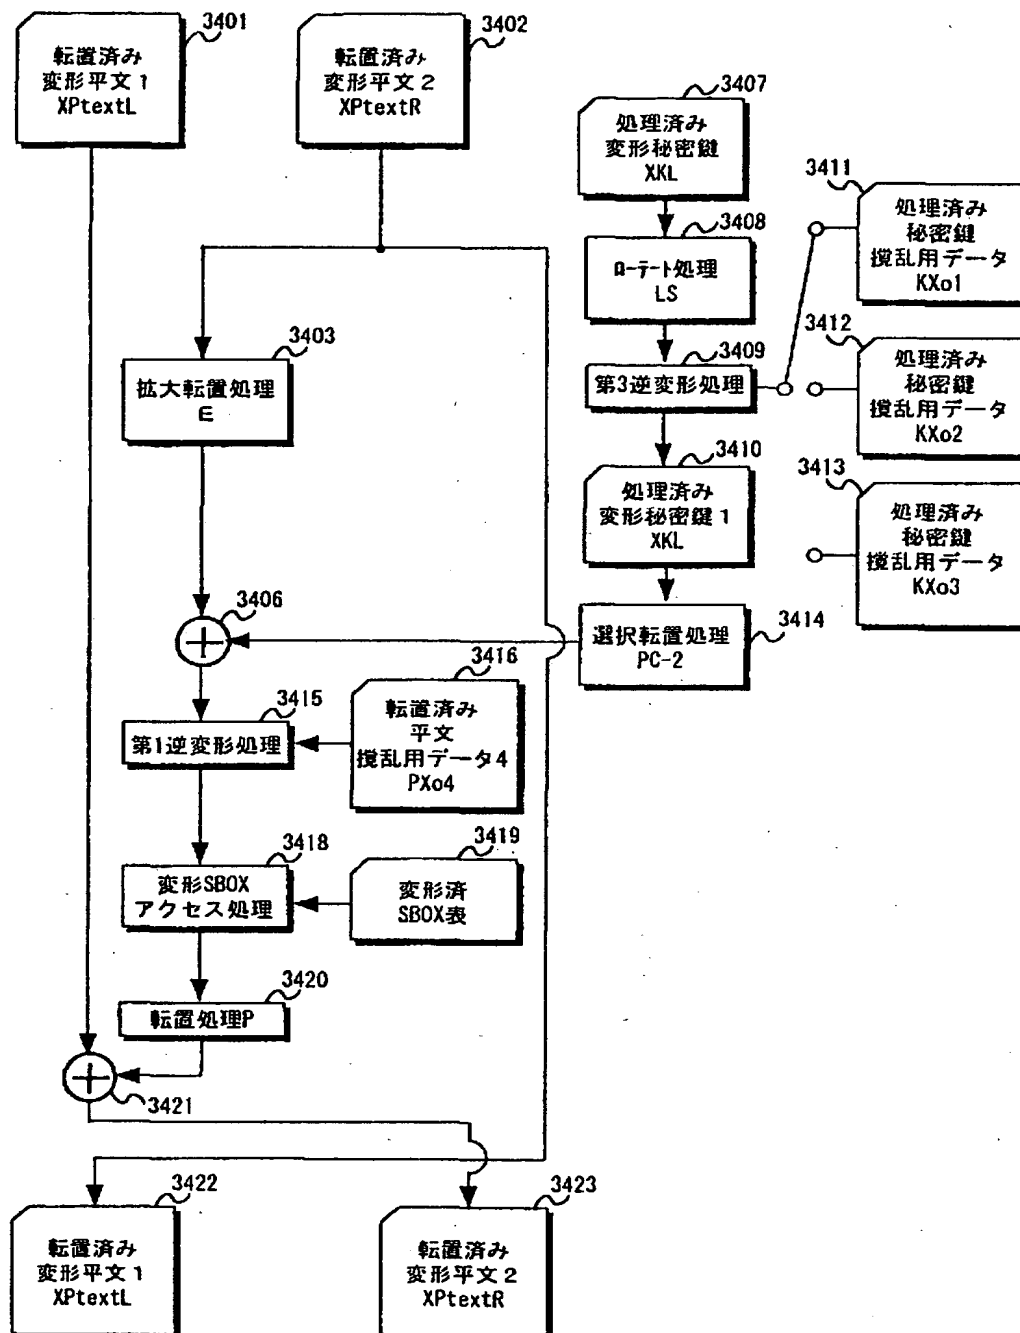 3401
転置済み
変形平文1
XPtextL
3402
転置済み
変形平文2
XPtextR
3407
処理済み
変形秘密鍵
XKL
3408
ローテート処理
LS
3409
第3逆変形処理
3410
処理済み
変形秘密鍵1
XKL
3411
処理済み
秘密鍵
撹乱用データ
KXo1
3412
処理済み
秘密鍵
撹乱用データ
KXo2
3413
処理済み
秘密鍵
撹乱用データ
KXo3
3403
拡大転置処理
E
3406
選択転置処理
PC-2
3414
3415
第1逆変形処理
3416
転置済み
平文
撹乱用データ4
PXo4
3418
変形SBOX
アクセス処理
3419
変形済
SBOX表
3420
転置処理P
3421
3422
転置済み
変形平文1
XPtextL
3423
転置済み
変形平文2
XPtextR